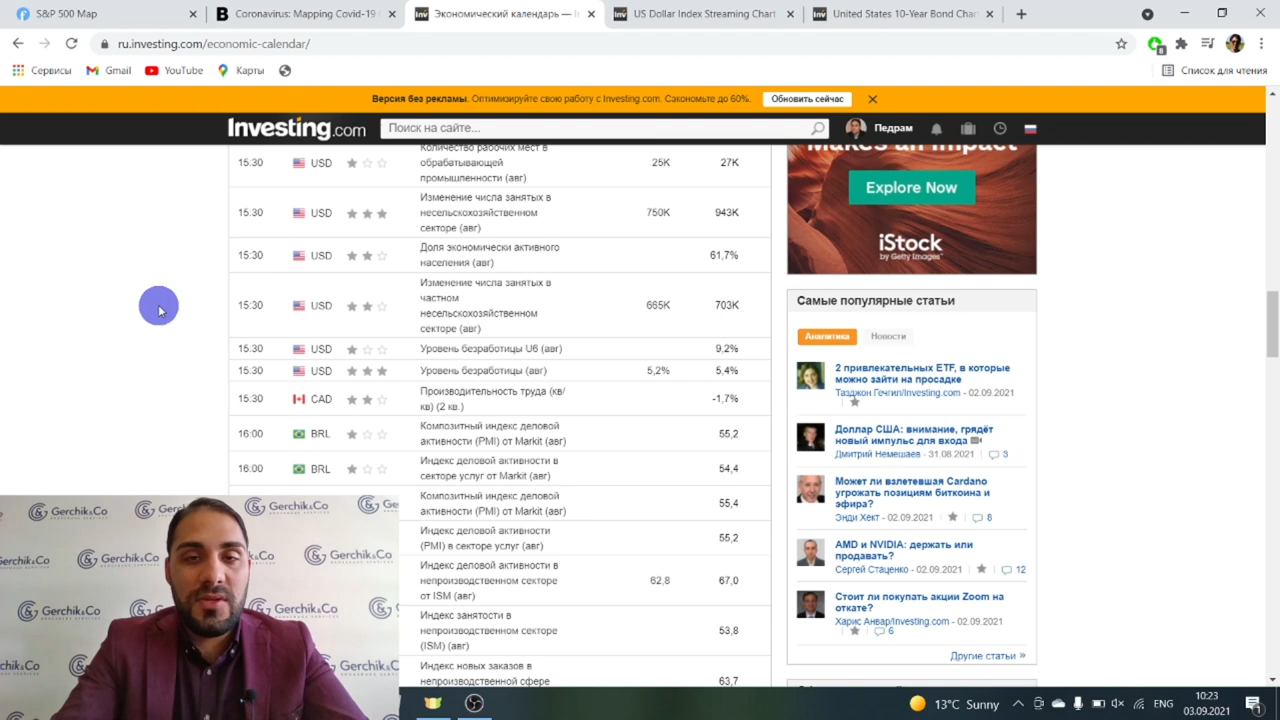 S&P 500 Map
Coronavirus: Mapping Covid-19
Экономический календарь — I
US Dollar Index Streaming Chart
United States 10-Year Bond Char
ru.investing.com/economic-calendar/
8
Сервисы
Gmail
YouTube
Карты
Список для чтения
Версия без рекламы. Оптимизируйте свою работу с Investing.com. Сэкономьте до 60%.
Обновить сейчас
Investing.com
Поиск на сайте...
Педрам
15:30 USD Количество рабочих мест в 25K 27K
обрабатывающей
промышленности (авг)
15:30 USD Изменение числа занятых в 750K 943K
несельскохозяйственном
секторе (авг)
15:30 USD Доля экономически активного 61,7%
населения (авг)
15:30 USD Изменение числа занятых в 665K 703K
частном
несельскохозяйственном
секторе (авг)
15:30 USD Уровень безработицы U6 (авг) 9,2%
15:30 USD Уровень безработицы (авг) 5,2% 5,4%
15:30 CAD Производительность труда (кв/ -1,7%
кв) (2 кв.)
16:00 BRL Композитный индекс деловой 55,2
активности (PMI) от Markit (авг)
16:00 BRL Индекс деловой активности в 54,4
секторе услуг от Markit (авг)
Композитный индекс деловой 55,4
активности (PMI) от Markit (авг)
Индекс деловой активности 55,2
(PMI) в секторе услуг (авг)
Индекс деловой активности в 62,8 67,0
непроизводственном секторе
от ISM (авг)
Индекс занятости в 53,8
непроизводственном секторе
(ISM) (авг)
Индекс новых заказов в 63,7
непроизводственной сфере
Makes an Impact
Explore Now
iStock
by Getty Images
Самые популярные статьи
Аналитика
Новости
2 привлекательных ETF, в которые
можно зайти на просадке
Тазджон Гечгил/Investing.com - 02.09.2021
Доллар США: внимание, грядёт
новый импульс для входа
Дмитрий Немешаев - 31.08.2021 3
Может ли взлетевшая Cardano
угрожать позициям биткоина и
эфира?
Энди Хект - 02.09.2021 8
AMD и NVIDIA: держать или
продавать?
Сергей Стаценко - 02.09.2021 12
Стоит ли покупать акции Zoom на
откате?
Харис Анвар/Investing.com - 02.09.2021
6
Другие статьи »
Gerchik&Co
Gerchik&Co
Gerchik&Co
Gerchik&Co
Gerchik&Co
13°C Sunny
ENG
10:23
03.09.2021
1